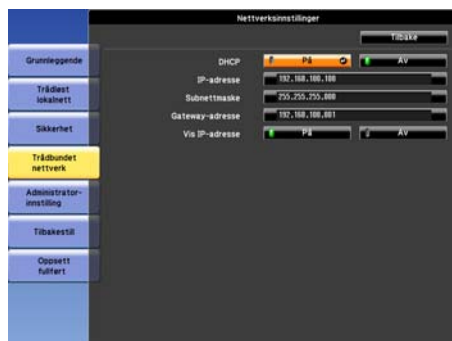 Nettverksinnstillinger
Tilbake
Grunnleggende
Trådløst
lokalnett
Sikkerhet
Trådbundet
nettverk
Administrator-
innstilling
Tilbakestill
Oppsett
fullført
DHCP På Av
IP-adresse 192.168.100.100
Subnettmaske 255.255.255.000
Gateway-adresse 192.168.100.001
Vis IP-adresse På Av